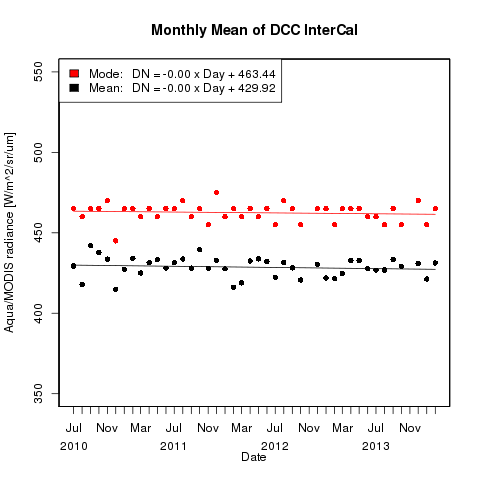 Monthly Mean of DCC InterCal
Mode: DN = -0.00 x Day + 463.44
Mean: DN = -0.00 x Day + 429.92
Aqua/MODIS radiance [W/m^2/sr/um]
550
500
450
400
350
Jul Nov Mar Jul Nov Mar Jul Nov Mar Jul Nov
2010 2011 2012 2013
Date